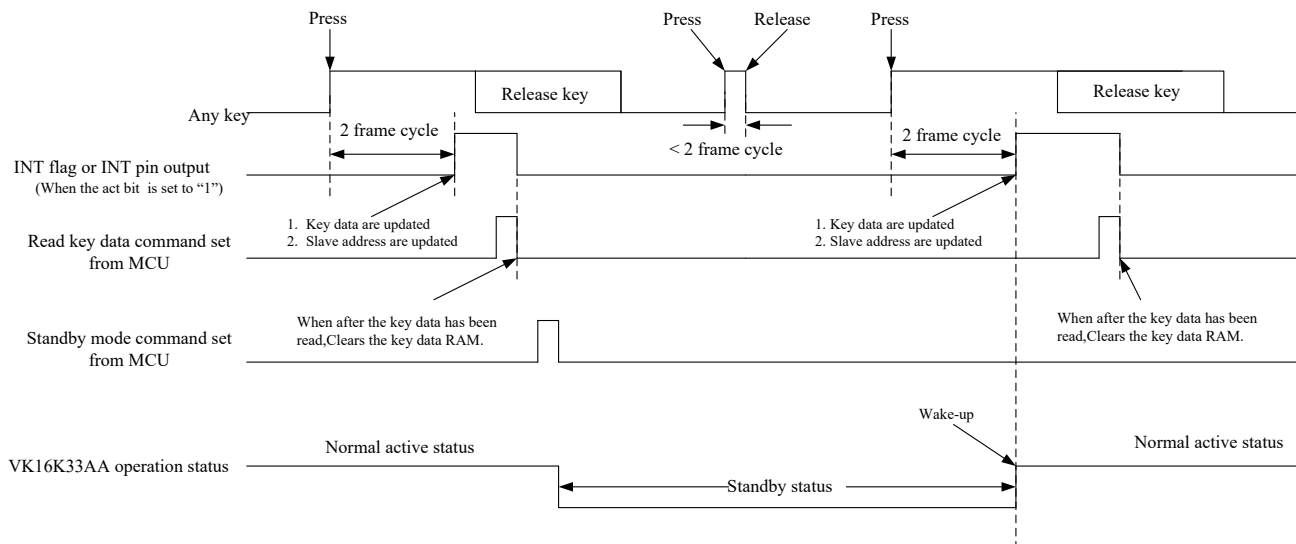 Press
Press
Release
Press
Release key
Release key
Any key
2 frame cycle
< 2 frame cycle
2 frame cycle
INT flag or INT pin output
(When the act bit is set to “1”)
1. Key data are updated
2. Slave address are updated
1. Key data are updated
2. Slave address are updated
Read key data command set
from MCU
When after the key data has been
read,Clears the key data RAM.
When after the key data has been
read,Clears the key data RAM.
Standby mode command set
from MCU
Wake-up
Normal active status
Normal active status
VK16K33AA operation status
Standby status